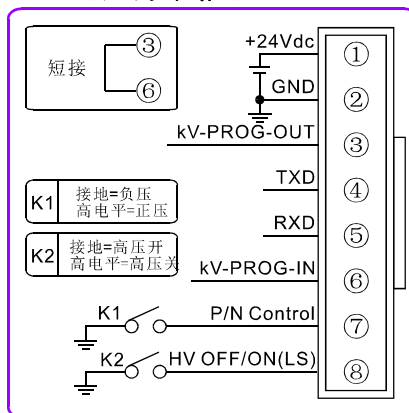 ③
短接
⑥
+24Vdc
①
GND
②
kV-PROG-OUT
③
TXD
④
K1
接地=负压
高电平=正压
RXD
⑤
K2
接地=高压开
高电平=高压关
kV-PROG-IN
⑥
K1
P/N Control
⑦
K2
HV OFF/ON(LS)
⑧